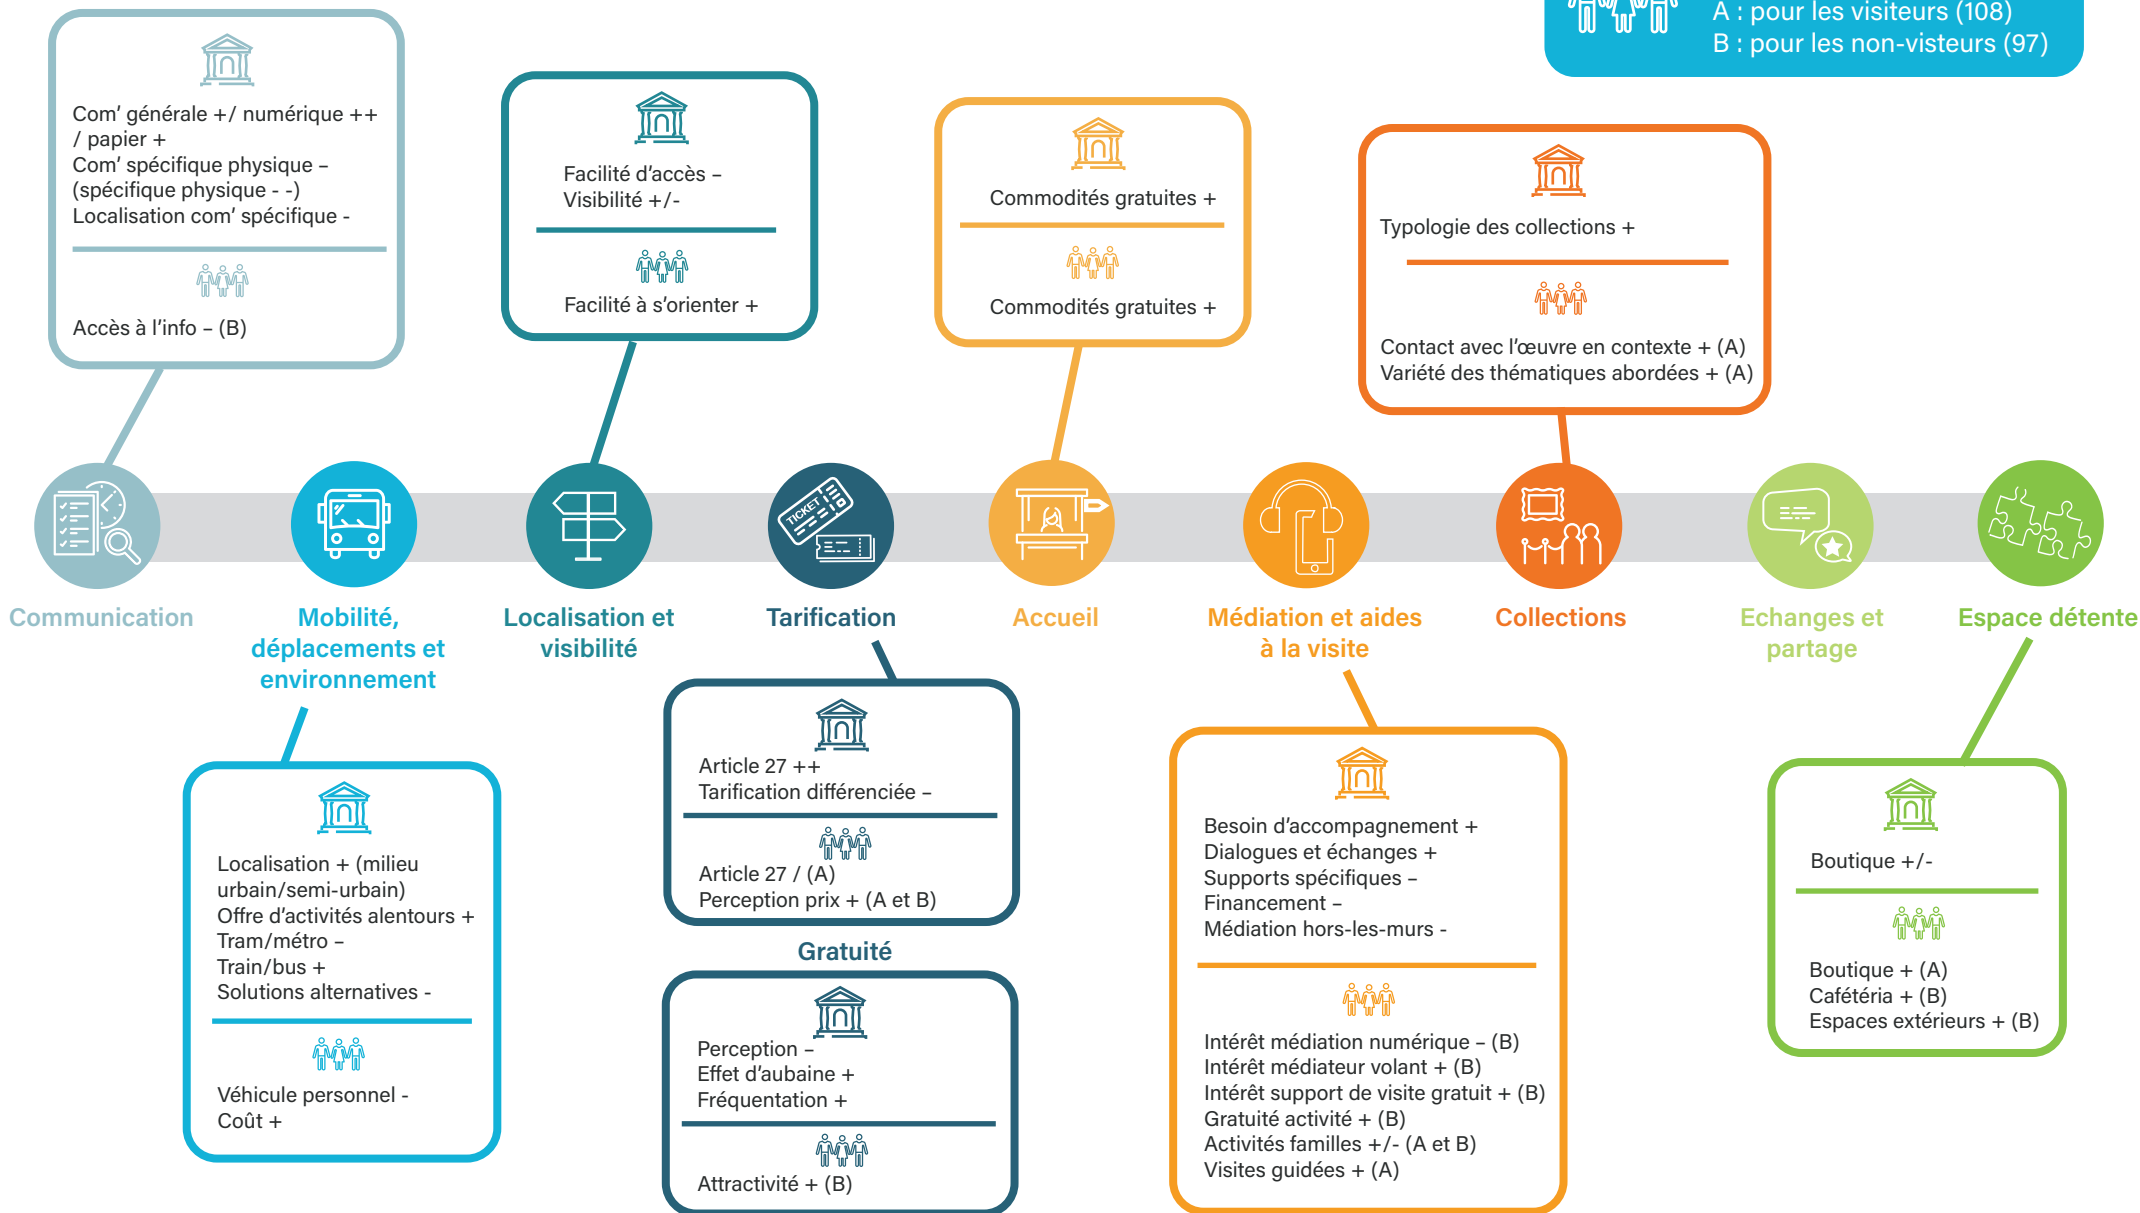 A : pour les visiteurs (108)
B : pour les non-visteurs (97)
Com' générale +/ numérique ++
/ papier +
Com' spécifique physique –
(spécifique physique - -)
Localisation com' spécifique -
Accès à l'info – (B)
Facilité d'accès –
Visibilité +/-
Facilité à s'orienter +
Commodités gratuites +
Commodités gratuites +
Typologie des collections +
Contact avec l'œuvre en contexte + (A)
Variété des thématiques abordées + (A)
TICKET
Communication
Mobilité,
déplacements et
environnement
Localisation et
visibilité
Tarification
Accueil
Médiation et aides
à la visite
Collections
Echanges et
partage
Espace détente
Localisation + (milieu
urbain/semi-urbain)
Offre d'activités alentours +
Tram/métro –
Train/bus +
Solutions alternatives -
Véhicule personnel -
Coût +
Article 27 ++
Tarification différenciée –
Article 27 / (A)
Perception prix + (A et B)
Gratuité
Perception –
Effet d'aubaine +
Fréquentation +
Attractivité + (B)
Besoin d'accompagnement +
Dialogues et échanges +
Supports spécifiques –
Financement –
Médiation hors-les-murs -
Intérêt médiation numérique – (B)
Intérêt médiateur volant + (B)
Intérêt support de visite gratuit + (B)
Gratuité activité + (B)
Activités familles +/- (A et B)
Visites guidées + (A)
Boutique +/-
Boutique + (A)
Cafétéria + (B)
Espaces extérieurs + (B)